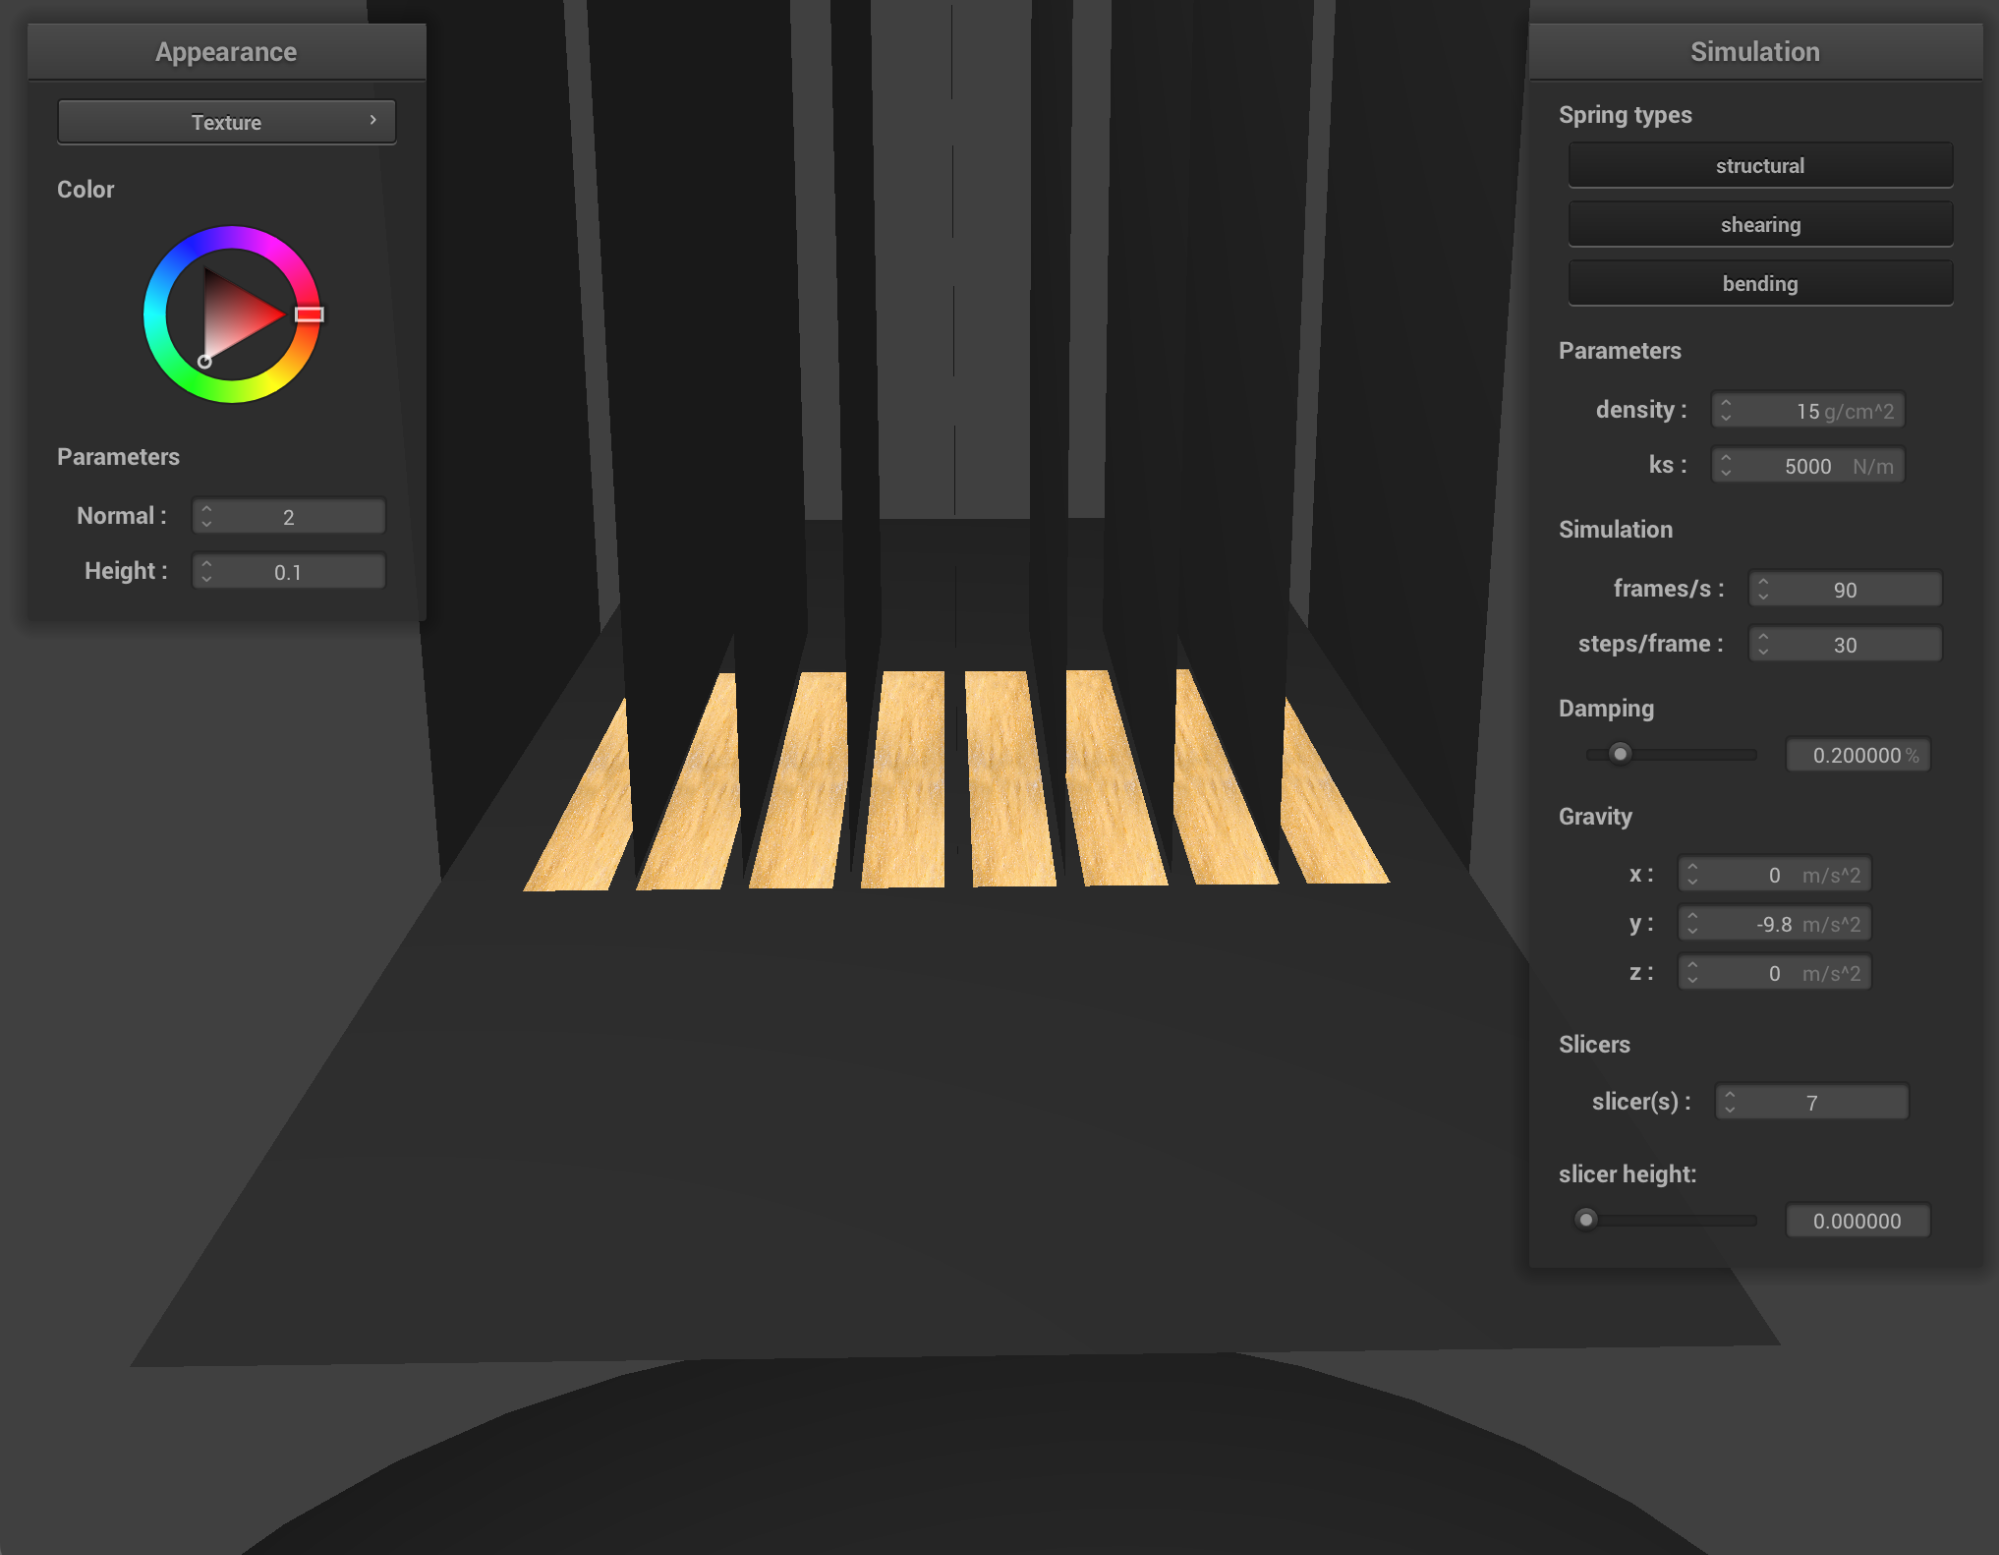 Appearance
Texture
Color
Parameters
Normal : 2
Height : 0.1
Simulation
Spring types
structural
shearing
bending
Parameters
density : 15 g/cm^2
ks : 5000 N/m
Simulation
frames/s : 90
steps/frame : 30
Damping
0.200000 %
Gravity
x : 0 m/s^2
y : -9.8 m/s^2
z : 0 m/s^2
Slicers
slicer(s) : 7
slicer height:
0.000000